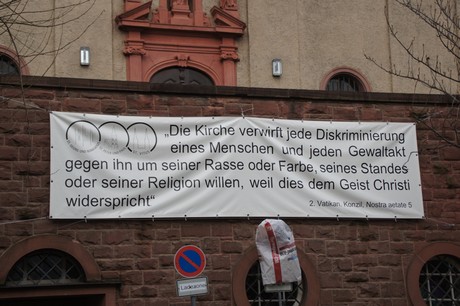 „Die Kirche verwirft jede Diskriminierung
eines Menschen und jeden Gewaltakt
gegen ihn um seiner Rasse oder Farbe, seines Standes
oder seiner Religion willen, weil dies dem Geist Christi
widerspricht“
2. Vatikan. Konzil, Nostra aetate 5
Ladezone